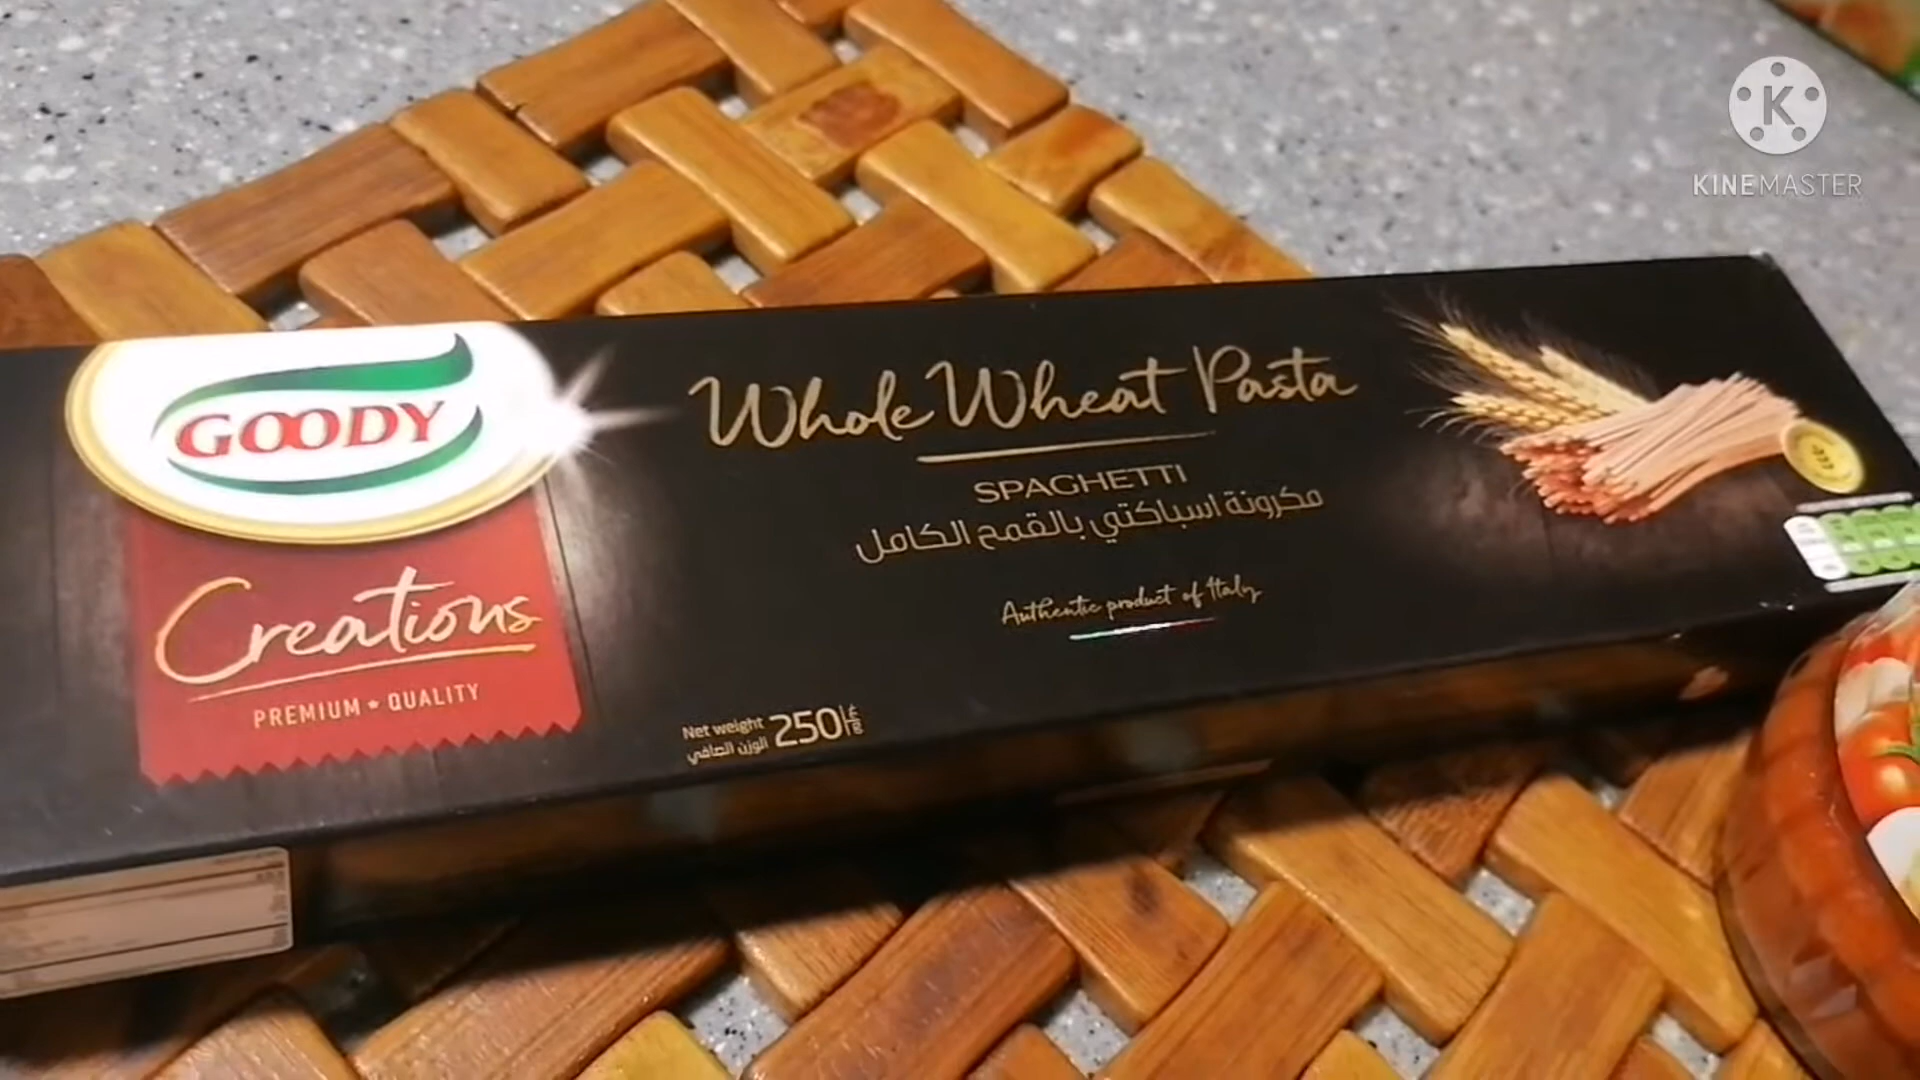 K
KINEMASTER
GOODY
Creations
PREMIUM ★ QUALITY
Whole Wheat Pasta
SPAGHETTI
مكرونة اسباكتي بالقمح الكامل
Authentic product of Italy
Net weight 250 g غ
الوزن الصافي